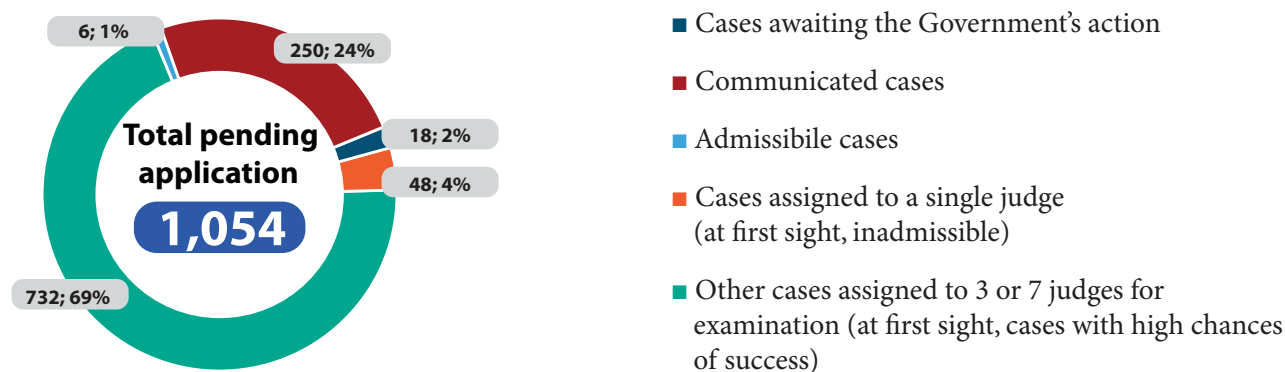 6; 1%
250; 24%
18; 2%
48; 4%
732; 69%
Total pending
application
1,054
Cases awaiting the Government’s action
Communicated cases
Admissibile cases
Cases assigned to a single judge
(at first sight, inadmissible)
Other cases assigned to 3 or 7 judges for
examination (at first sight, cases with high chances
of success)